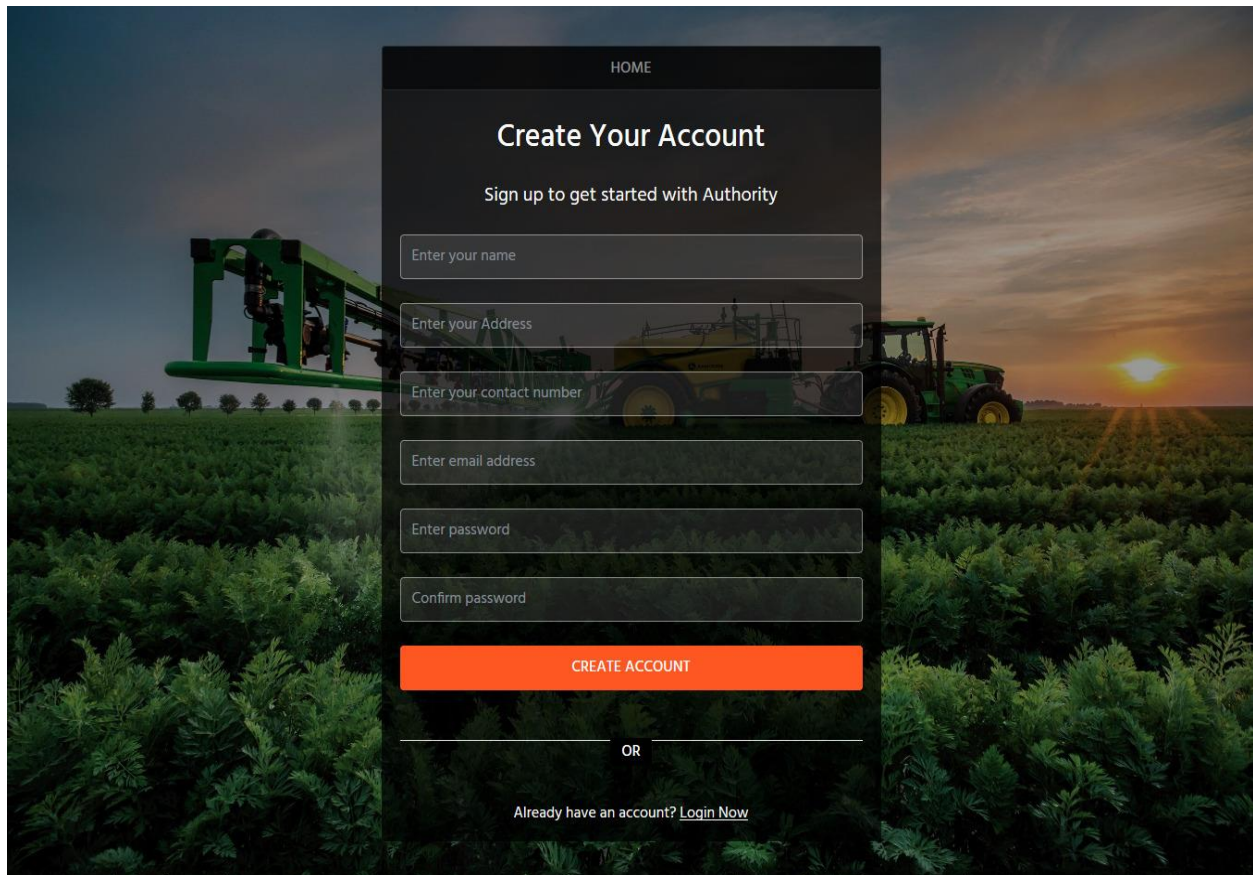 HOME
Create Your Account
Sign up to get started with Authority
Enter your name
Enter your Address
Enter your contact number
Enter email address
Enter password
Confirm password
CREATE ACCOUNT
OR
Already have an account? Login Now